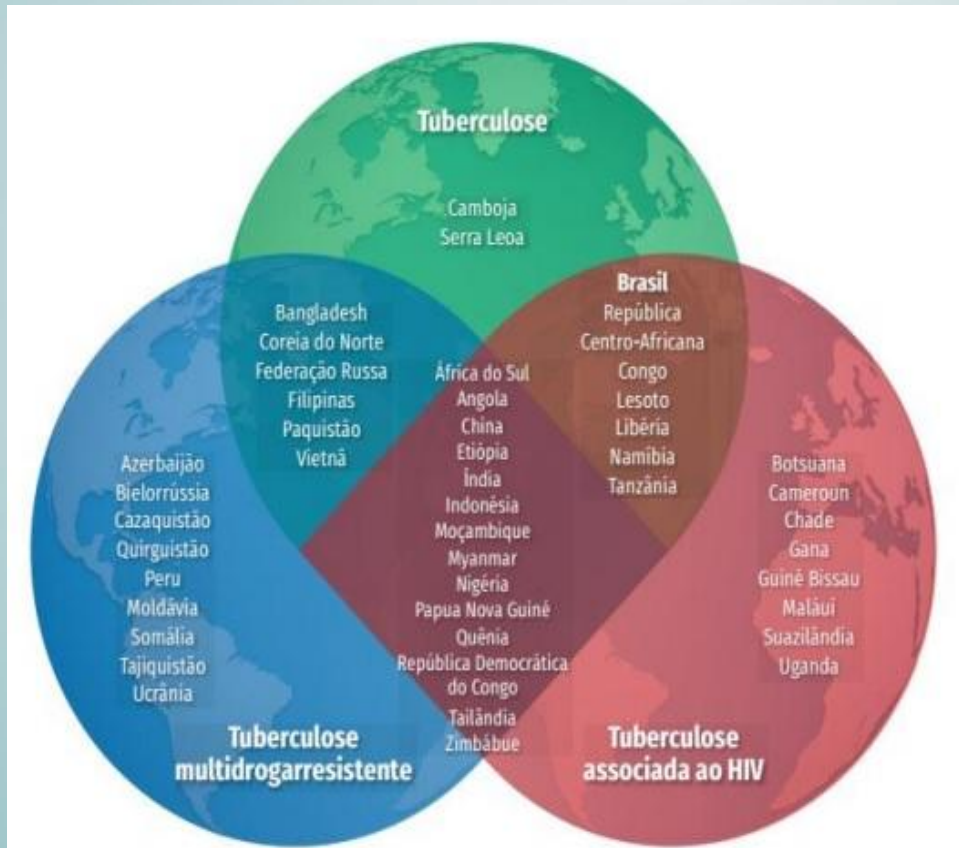 Tuberculose
Camboja
Serra Leoa
Bangladesh
Coreia do Norte
Federação Russa
Filipinas
Paquistão
Vietnã
Brasil
República
Centro-Africana
Congo
Lesoto
Libéria
Namíbia
Tanzânia
África do Sul
Angola
China
Etiópia
Índia
Indonésia
Moçambique
Myanmar
Nigéria
Papua Nova Guiné
Quênia
República Democrática
do Congo
Tailândia
Zimbábue
Azerbaijão
Bielorrússia
Cazaquistão
Quirguistão
Peru
Moldávia
Somália
Tajiquistão
Ucrânia
Tuberculose
multidrogarresistente
Botsuana
Cameroun
Chade
Gana
Guiné Bissau
Maláui
Suazilândia
Uganda
Tuberculose
associada ao HIV